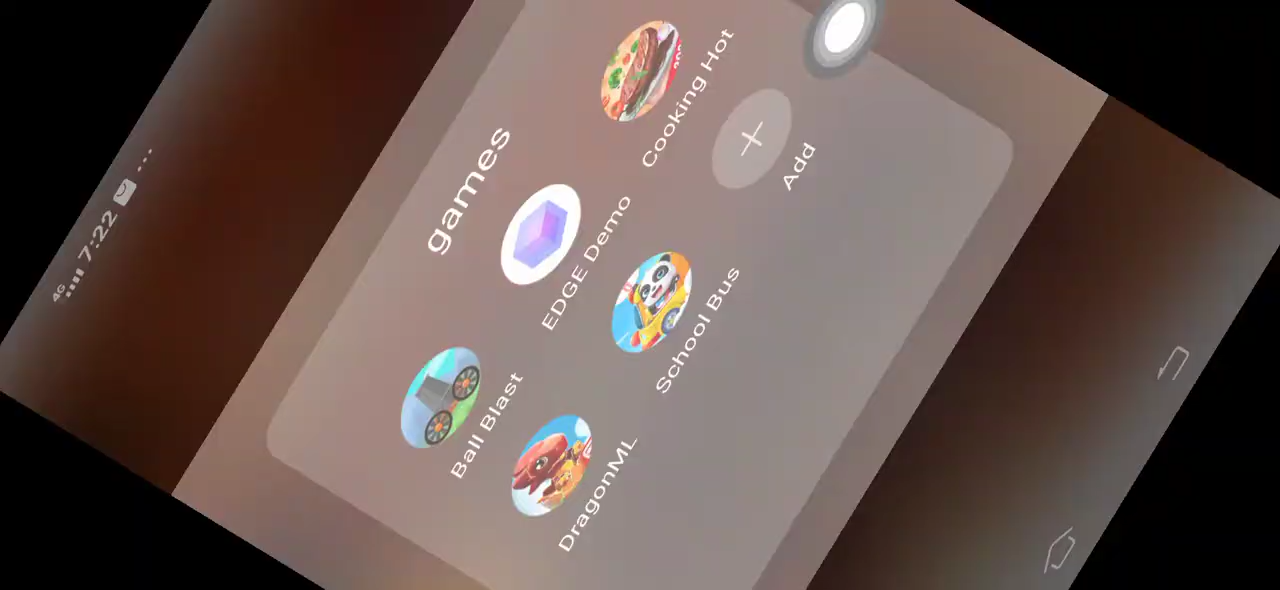 4G 7:22 ...
games
Ball Blast
EDGE Demo
Cooking Hot
DragonML
School Bus
Add